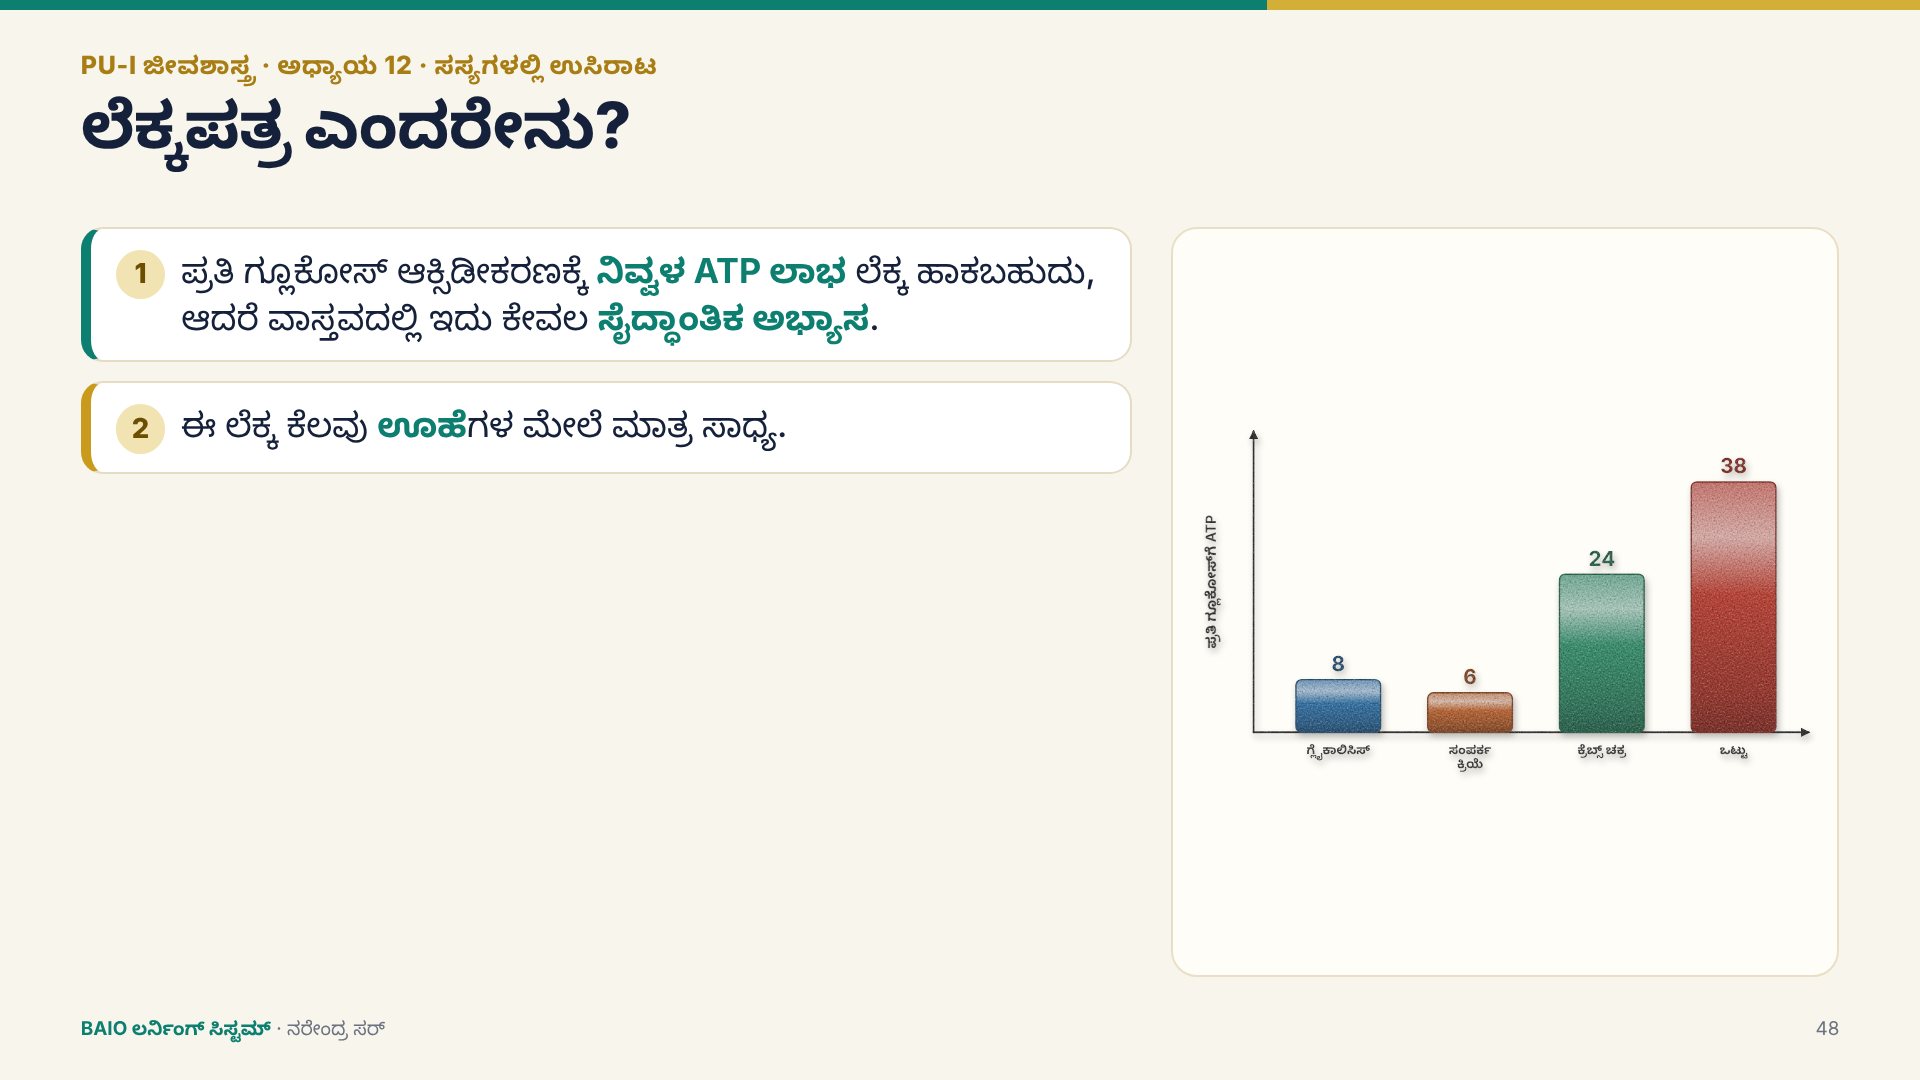 PU-I ಜೀವಶಾಸ್ತ್ರ · ಅಧ್ಯಾಯ 12 · ಸಸ್ಯಗಳಲ್ಲಿ ಉಸಿರಾಟ
ಲೆಕ್ಕಪತ್ರ ಎಂದರೇನು?
1 ಪ್ರತಿ ಗ್ಲೂಕೋಸ್ ಆಕ್ಸಿಡೀಕರಣಕ್ಕೆ ನಿವ್ವಳ ATP ಲಾಭ ಲೆಕ್ಕ ಹಾಕಬಹುದು,
ಆದರೆ ವಾಸ್ತವದಲ್ಲಿ ಇದು ಕೇವಲ ಸೈದ್ಧಾಂತಿಕ ಅಭ್ಯಾಸ.
2 ಈ ಲೆಕ್ಕ ಕೆಲವು ಊಹೆಗಳ ಮೇಲೆ ಮಾತ್ರ ಸಾಧ್ಯ.
ಪ್ರತಿ ಗ್ಲೂಕೋಸ್‌ಗೆ ATP
8
6
24
38
ಗ್ಲೈಕಾಲಿಸಿಸ್
ಸಂಪರ್ಕ
ಕ್ರಿಯೆ
ಕ್ರೆಬ್ಸ್ ಚಕ್ರ
ಒಟ್ಟು
BAIO ಲರ್ನಿಂಗ್ ಸಿಸ್ಟಮ್ · ನರೇಂದ್ರ ಸರ್
48